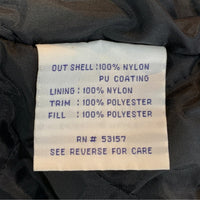 OUT SHELL: 100% NYLON
PU COATING
LINING: 100% NYLON
TRIM : 100% POLYESTER
FILL : 100% POLYESTER
RN # 53157
SEE REVERSE FOR CARE